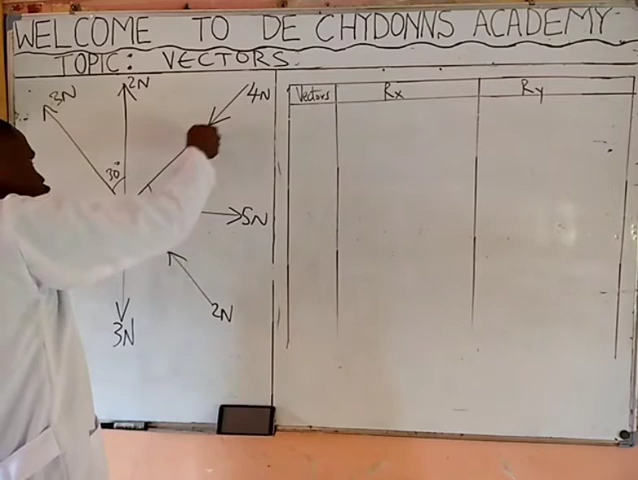 WELCOME TO DE CHYDONNS ACADEMY
TOPIC: VECTORS
3N
2N
4N
Vectors Rx Ry
30°
5N
2N
3N